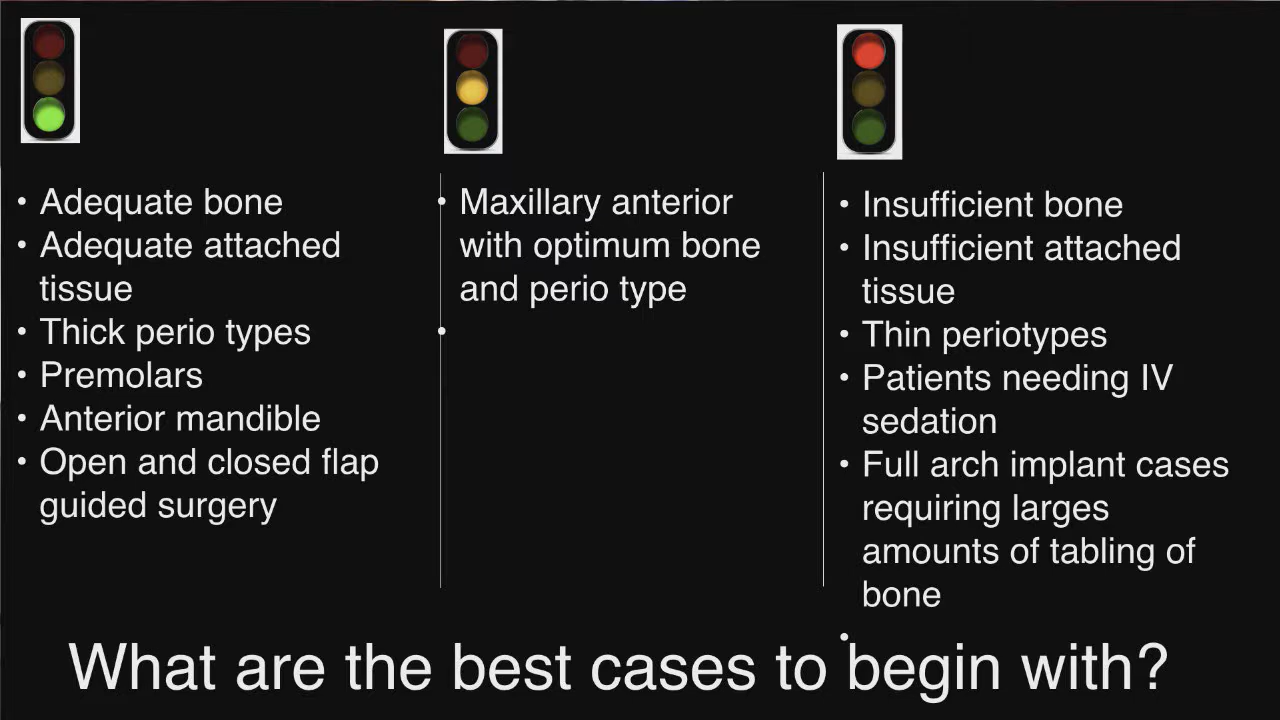 • Adequate bone
• Adequate attached
tissue
• Thick perio types
• Premolars
• Anterior mandible
• Open and closed flap
guided surgery
• Maxillary anterior
with optimum bone
and perio type
•
• Insufficient bone
• Insufficient attached
tissue
• Thin periotypes
• Patients needing IV
sedation
• Full arch implant cases
requiring larges
amounts of tabling of
bone
•
What are the best cases to begin with?